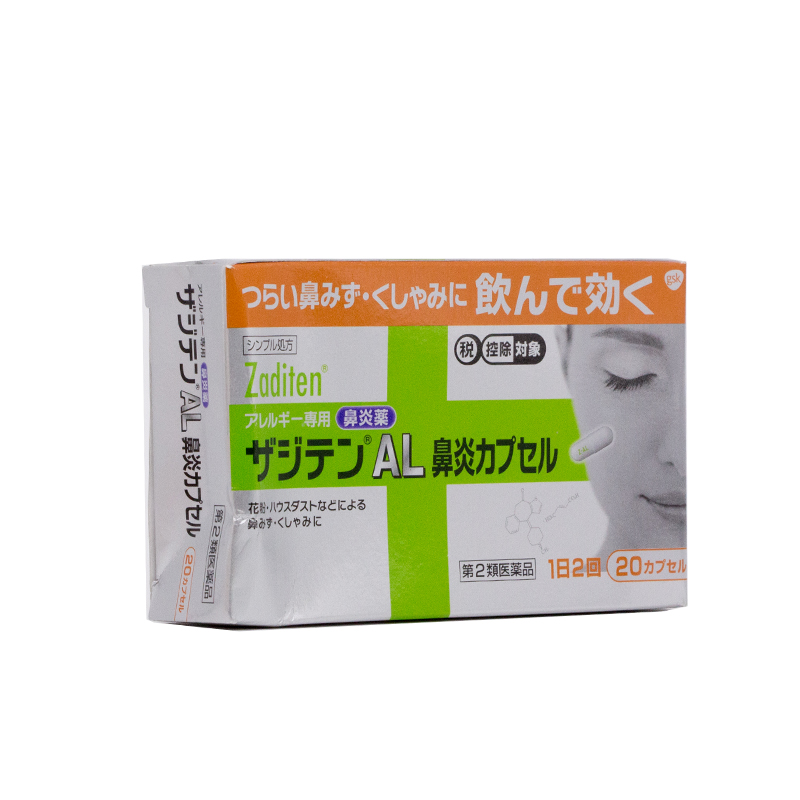 つらい鼻みず・くしゃみに 飲んで効く
gsk
シンプル処方
税 控除 対象
Zaditen®
アレルギー専用 鼻炎薬
ザジテン®AL 鼻炎カプセル
花粉・ハウスダストなどによる
鼻みず・くしゃみに
第2類医薬品 1日2回 20カプセル
アレルギー専用 鼻炎薬
ザジテン®AL 鼻炎カプセル
第2類医薬品
20カプセル